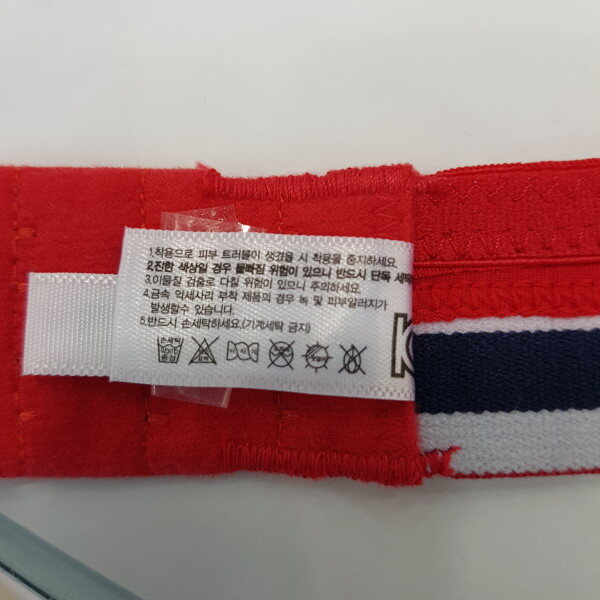 1.착용으로 피부 트러블이 생겼을 시 착용을 중지하세요.
2.진한 색상일 경우 물빠짐 위험이 있으니 반드시 단독 세탁
3.이물질 검출로 다칠 위험이 있으니 주의하세요.
4.금속 악세사리 부착 제품의 경우 녹 및 피부알러지가
발생할수 있습니다.
5.반드시 손세탁하세요.(기계세탁 금지)
손세탁
중성